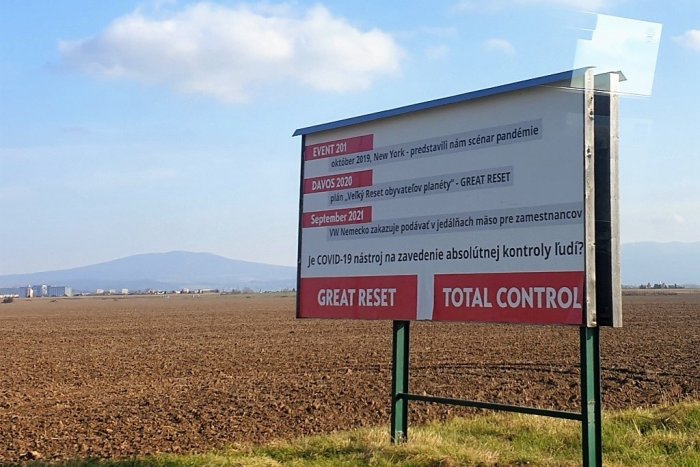 EVENT 201
október 2019, New York - predstavili nám scénar pandémie
DAVOS 2020
plán „Veľký Reset obyvateľov planéty" - GREAT RESET
September 2021
VW Nemecko zakazuje podávať v jedálňach mäso pre zamestnancov
Je COVID-19 nástroj na zavedenie absolútnej kontroly ľudí?
GREAT RESET TOTAL CONTROL